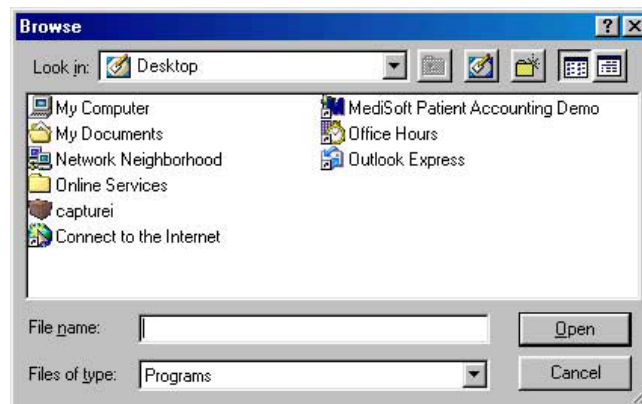 Browse
Look in: Desktop
My Computer
My Documents
Network Neighborhood
Online Services
capturei
Connect to the Internet
MediSoft Patient Accounting Demo
Office Hours
Outlook Express
File name:
Open
Files of type: Programs
Cancel